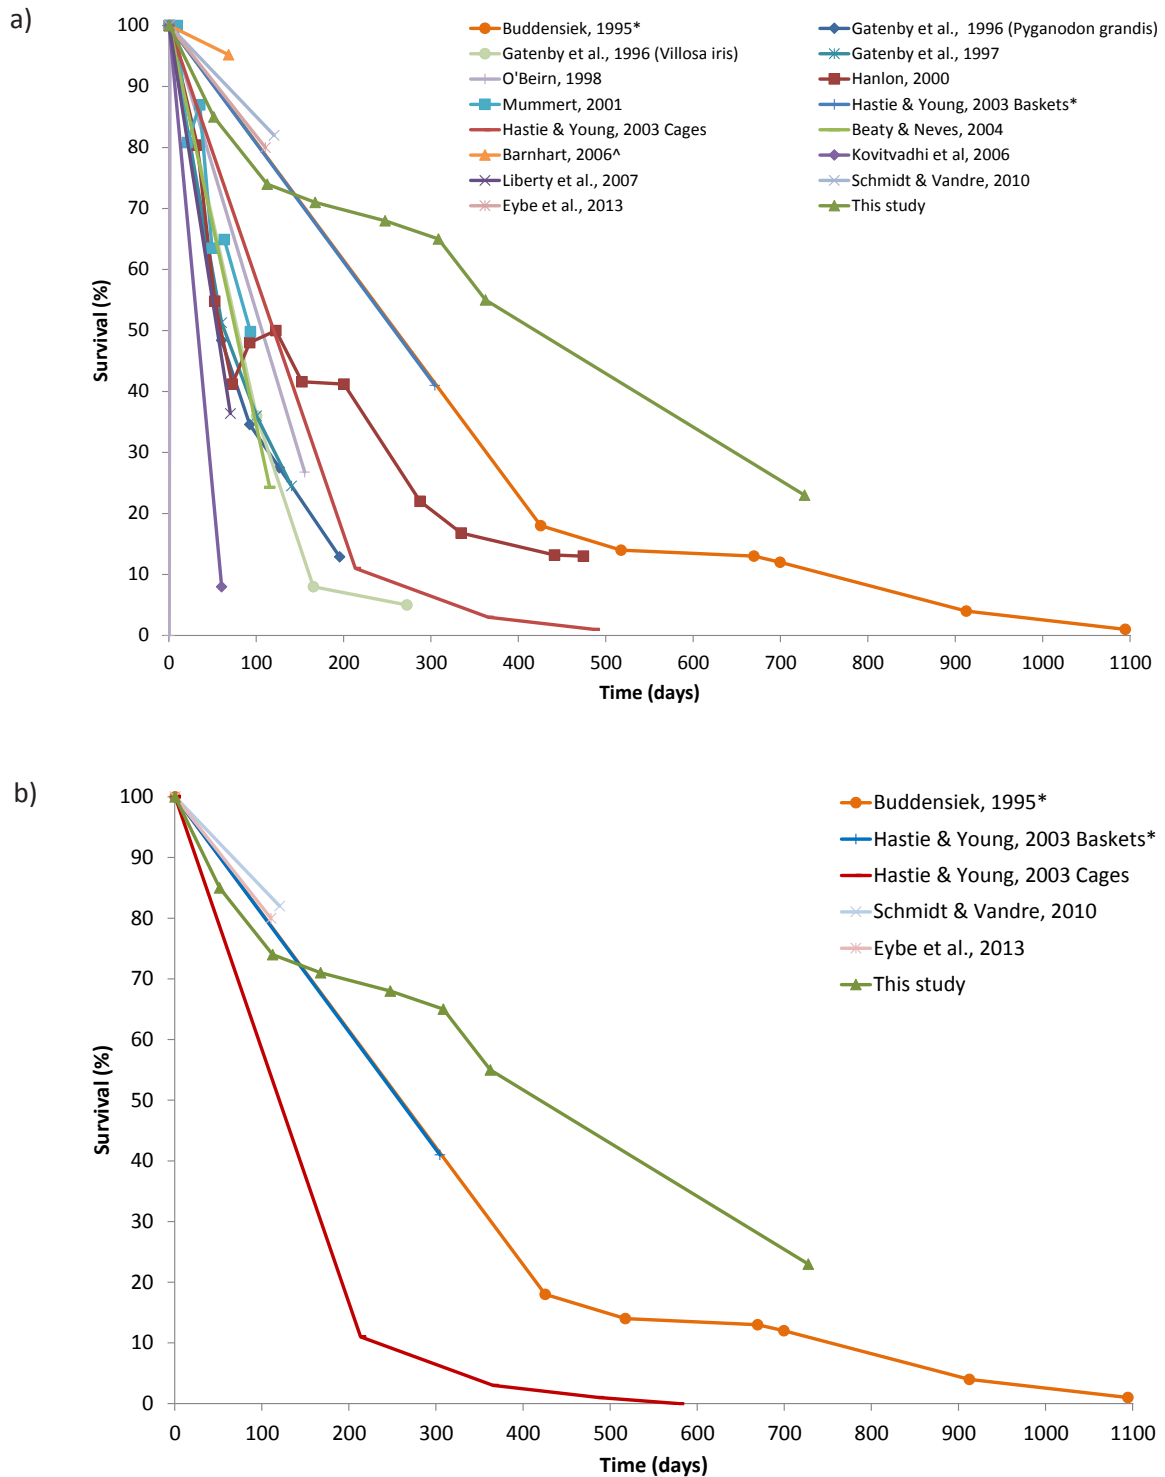 a)
Buddensiek, 1995*
Gatenby et al., 1996 (Pyganodon grandis)
Gatenby et al., 1996 (Villosa iris)
Gatenby et al., 1997
O'Beirn, 1998
Hanlon, 2000
Mummert, 2001
Hastie & Young, 2003 Baskets*
Hastie & Young, 2003 Cages
Beaty & Neves, 2004
Barnhart, 2006^
Kovitvadhi et al, 2006
Liberty et al., 2007
Schmidt & Vandre, 2010
Eybe et al., 2013
This study
100
90
80
70
60
50
40
30
20
10
0
Survival (%)
0 100 200 300 400 500 600 700 800 900 1000 1100
Time (days)
b)
Buddensiek, 1995*
Hastie & Young, 2003 Baskets*
Hastie & Young, 2003 Cages
Schmidt & Vandre, 2010
Eybe et al., 2013
This study
100
90
80
70
60
50
40
30
20
10
0
Survival (%)
0 100 200 300 400 500 600 700 800 900 1000 1100
Time (days)